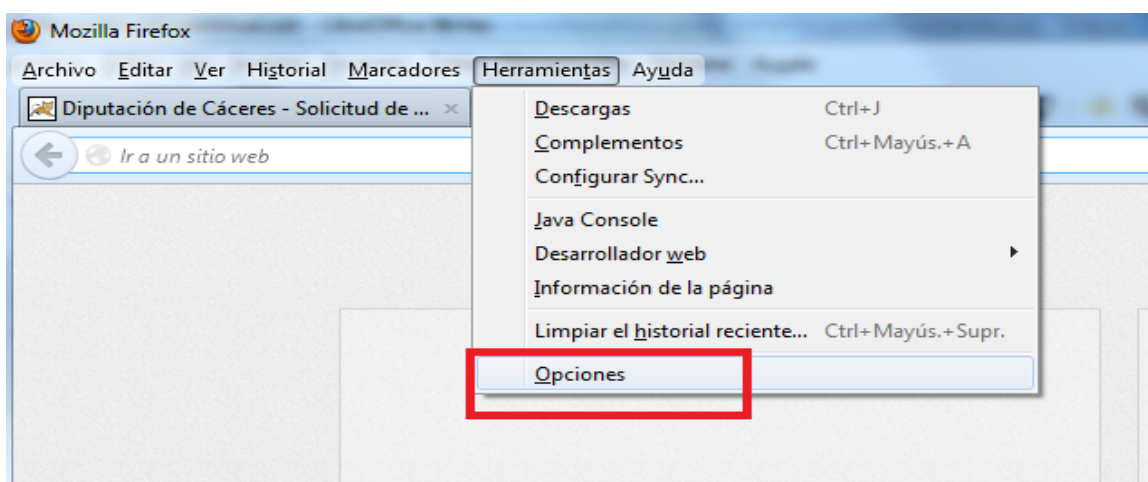 Mozilla Firefox
Archivo Editar Ver Historial Marcadores Herramientas Ayuda
Diputación de Cáceres - Solicitud de ... ×
Ir a un sitio web
Descargas Ctrl+J
Complementos Ctrl+Mayús.+A
Configurar Sync...
Java Console
Desarrollador web
Información de la página
Limpiar el historial reciente... Ctrl+Mayús.+Supr.
Opciones